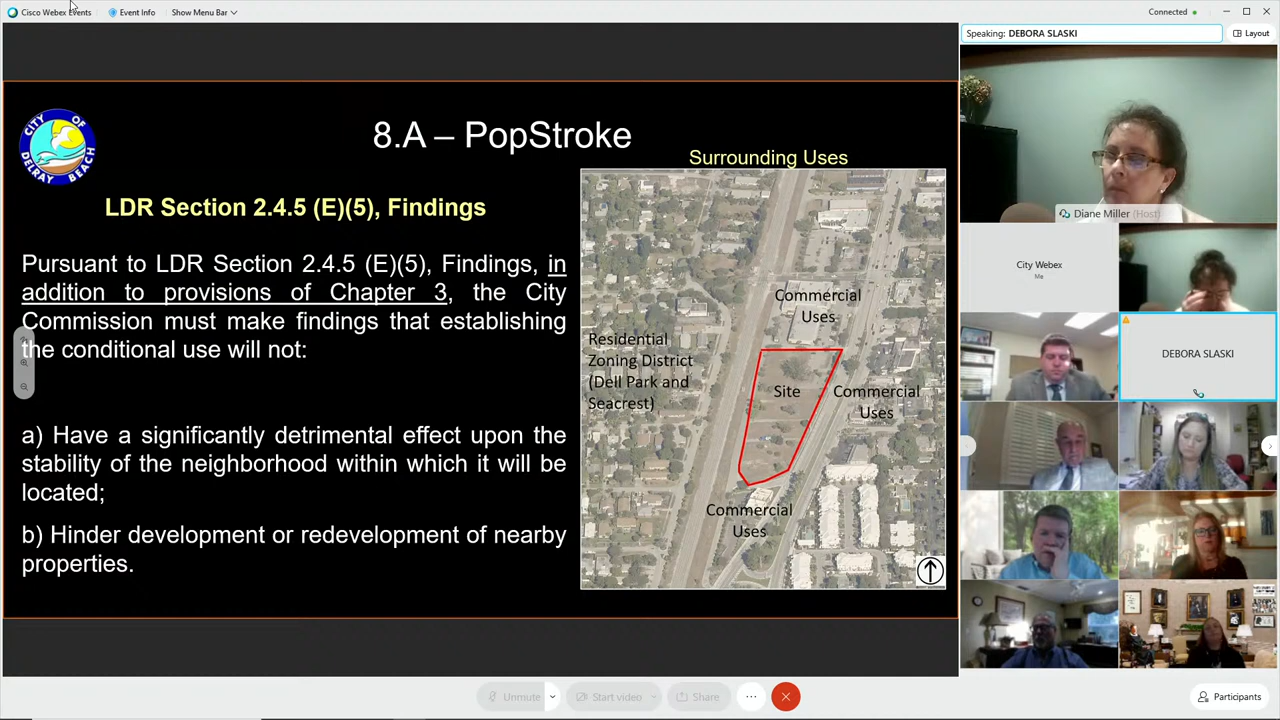 Cisco Webex Events
Event Info
Show Menu Bar
Connected
Speaking: DEBORA SLASKI
Layout
CITY OF DELRAY BEACH
8.A – PopStroke
Surrounding Uses
LDR Section 2.4.5 (E)(5), Findings
Pursuant to LDR Section 2.4.5 (E)(5), Findings, in
addition to provisions of Chapter 3, the City
Commission must make findings that establishing
the conditional use will not:
a) Have a significantly detrimental effect upon the
stability of the neighborhood within which it will be
located;
b) Hinder development or redevelopment of nearby
properties.
Commercial
Uses
Residential
Zoning District
(Dell Park and
Seacrest)
Site
Commercial
Uses
Commercial
Uses
Diane Miller (Host)
City Webex
Me
DEBORA SLASKI
Unmute
Start video
Share
Participants